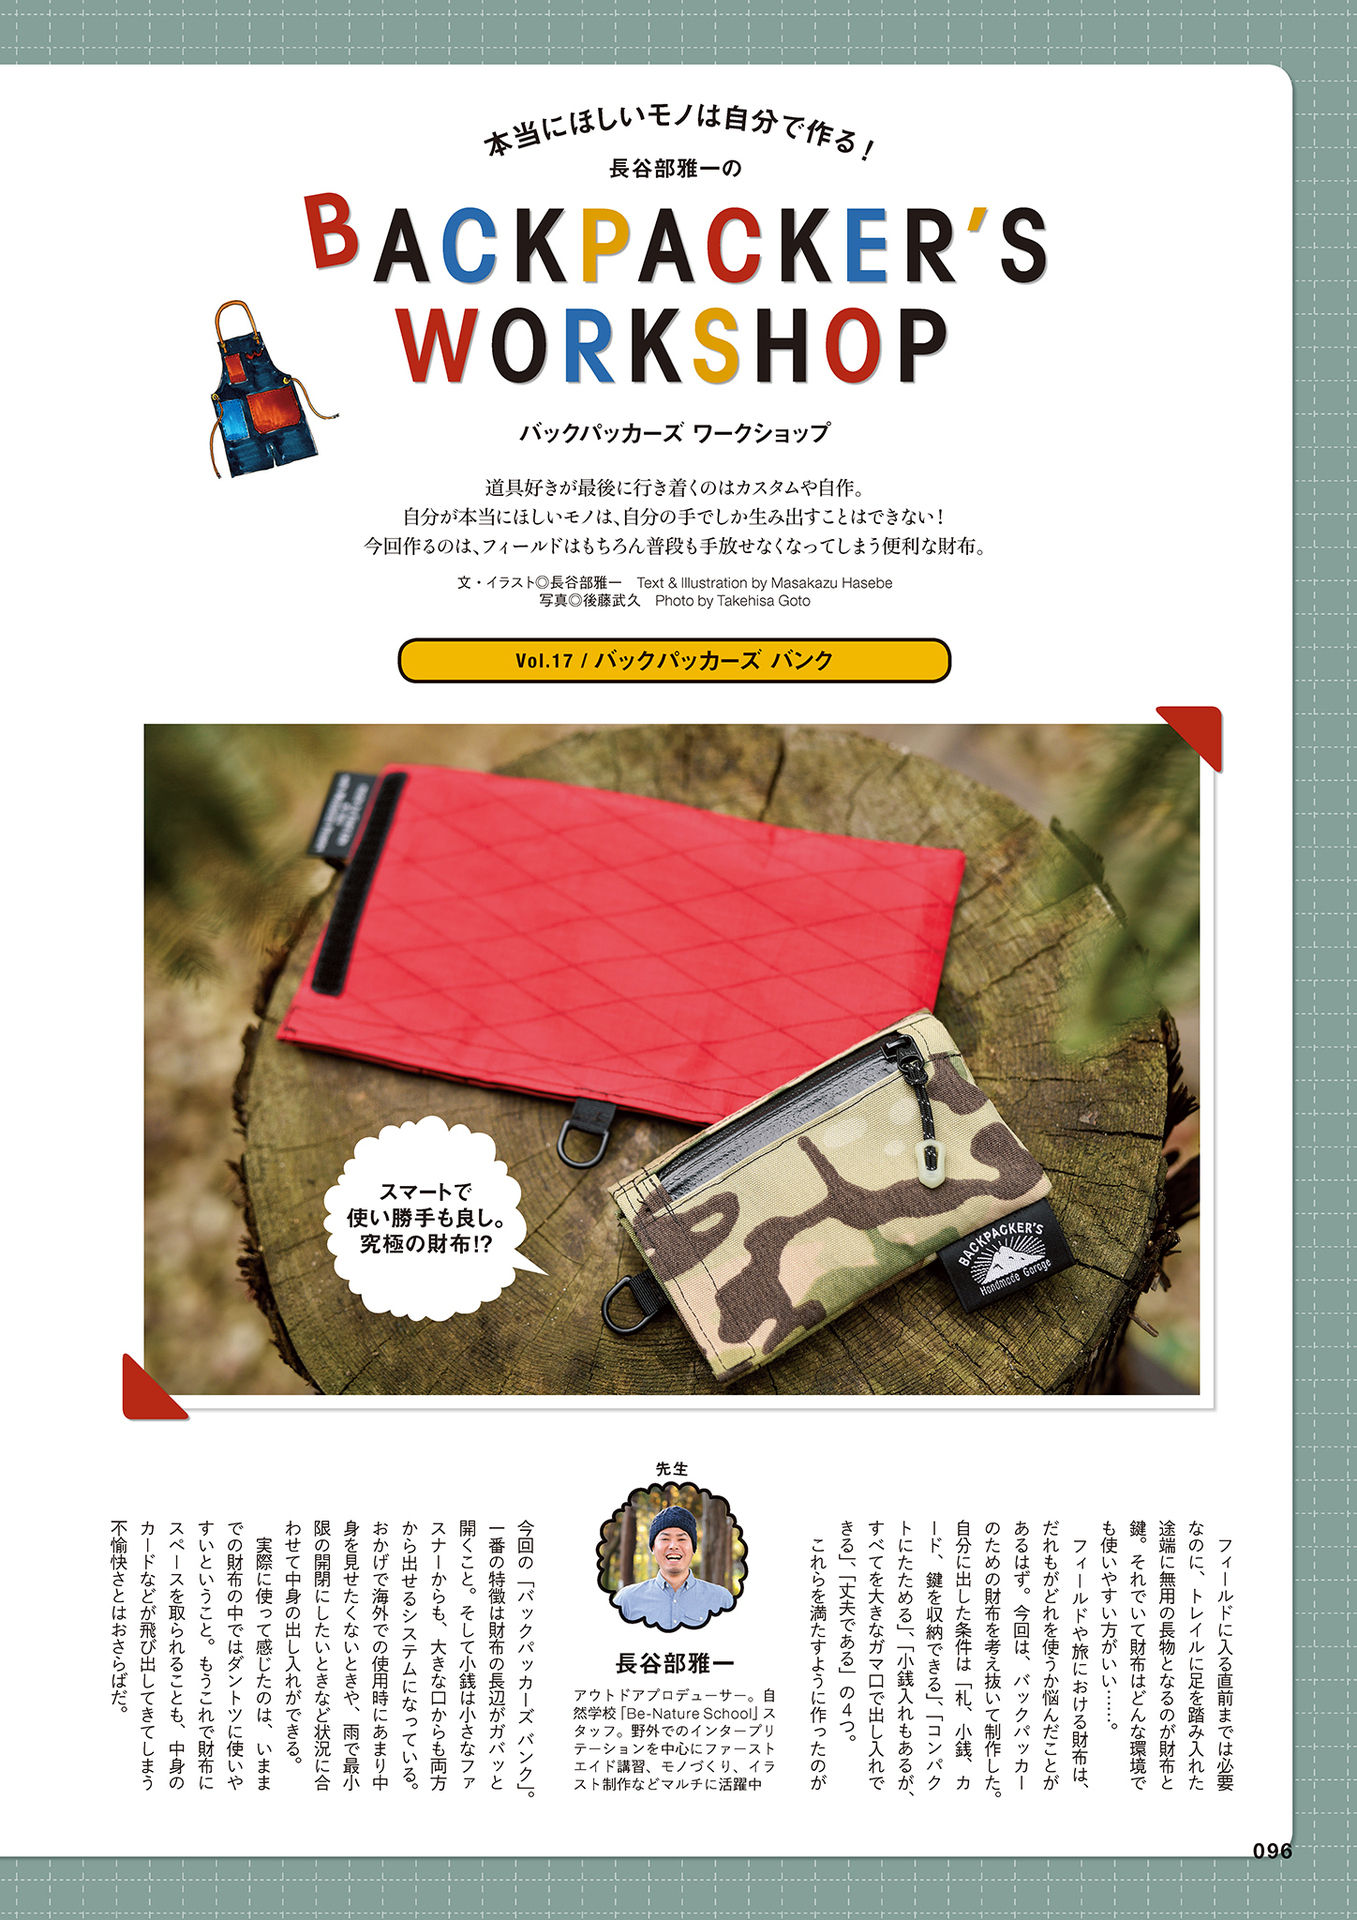 本当にほしいモノは自分で作る！
長谷部雅一の
BACKPACKER'S
WORKSHOP
バックパッカーズ ワークショップ
道具好きが最後に行き着くのはカスタムや自作。
自分が本当にほしいモノは、自分の手でしか生み出すことはできない！
今回作るのは、フィールドはもちろん普段も手放せなくなってしまう便利な財布。
文・イラスト◎長谷部雅一　Text & Illustration by Masakazu Hasebe
写真◎後藤武久　Photo by Takehisa Goto
Vol.17 / バックパッカーズ バンク
スマートで
使い勝手も良し。
究極の財布!?
BACKPACKER'S
Handmade Garage
フィールドに入る直前までは必要
なのに、トレイルに足を踏み入れた
途端に無用の長物となるのが財布と
鍵。それでいて財布はどんな環境で
も使いやすい方がいい……。
フィールドや旅における財布は、
だれもがどれを使うか悩んだことが
あるはず。今回は、バックパッカー
のための財布を考え抜いて制作した。
自分に出した条件は「札、小銭、カ
ード、鍵を収納できる」、「コンパク
トにたためる」、「小銭入れもあるが、
すべてを大きなガマ口で出し入れで
きる」、「丈夫である」の4つ。
これらを満たすように作ったのが
先生
長谷部雅一
アウトドアプロデューサー。自
然学校「Be-Nature School」ス
タッフ。野外でのインタープリ
テーションを中心にファースト
エイド講習、モノづくり、イラ
スト制作などマルチに活躍中
今回の「バックパッカーズ バンク」。
一番の特徴は財布の長辺がガバッと
開くこと。そして小銭は小さなファ
スナーからも、大きな口からも両方
から出せるシステムになっている。
おかげで海外での使用時にあまり中
身を見せたくないときや、雨で最小
限の開閉にしたいときなど状況に合
わせて中身の出し入れができる。
実際に使って感じたのは、いまま
での財布の中ではダントツに使いや
すいということ。もうこれで財布に
スペースを取られることも、中身の
カードなどが飛び出してきてしまう
不愉快さとはおさらばだ。
096